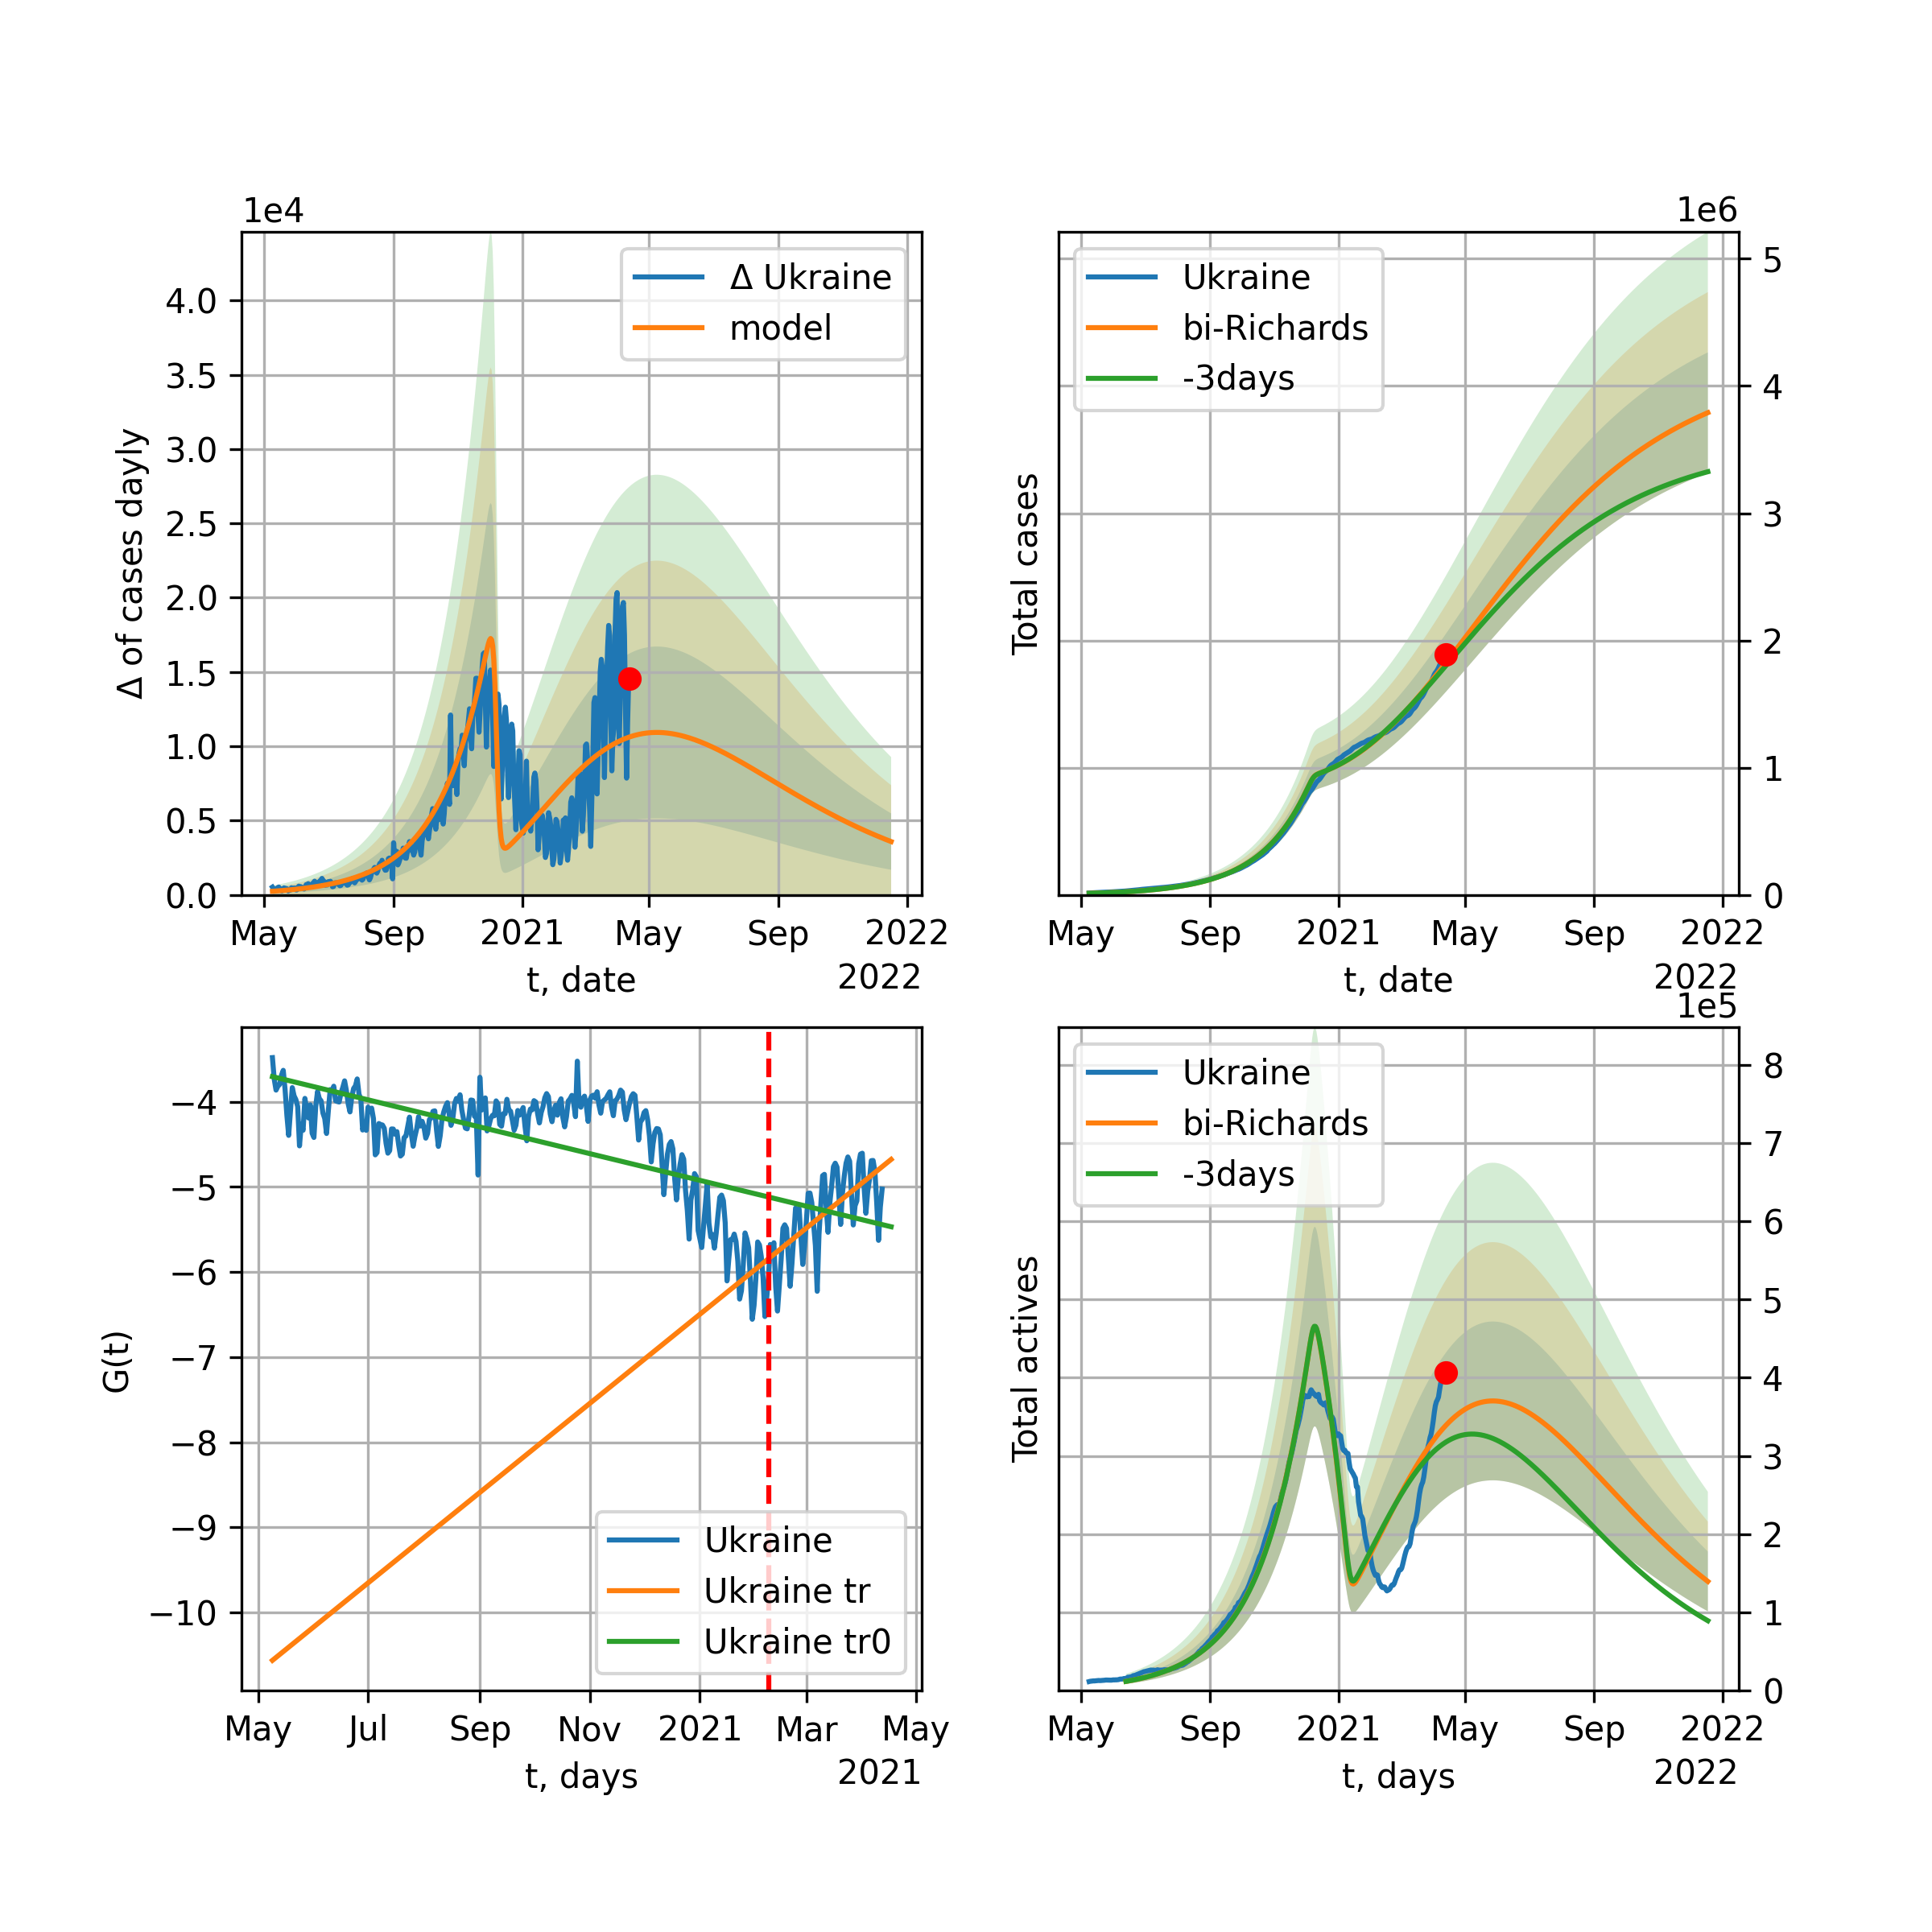 1e4
Δ of cases dayly
4.0
3.5
3.0
2.5
2.0
1.5
1.0
0.5
0.0
Δ Ukraine
model
May Sep 2021 May Sep 2022
t, date
2022
1e6
Total cases
Ukraine
bi-Richards
-3days
5
4
3
2
1
0
May Sep 2021 May Sep 2022
t, date
2022
G(t)
−4
−5
−6
−7
−8
−9
−10
Ukraine
Ukraine tr
Ukraine tr0
May Jul Sep Nov 2021 Mar May
t, days
2021
1e5
Total actives
Ukraine
bi-Richards
-3days
8
7
6
5
4
3
2
1
0
May Sep 2021 May Sep 2022
t, days
2022